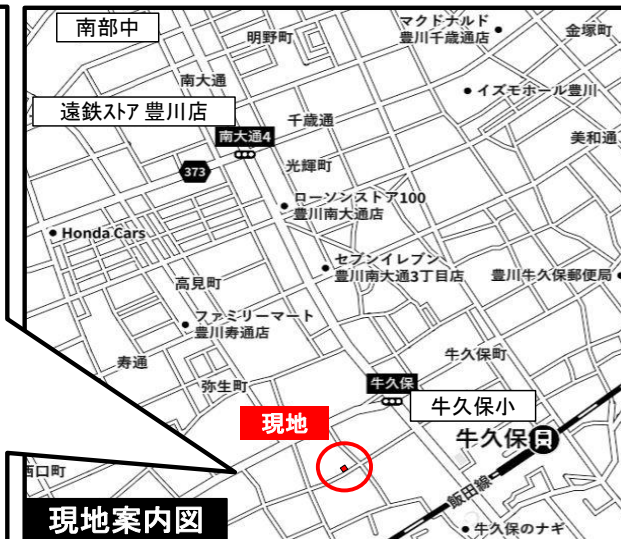 南部中
明野町
マクドナルド
豊川千歳通店
金塚町
南大通
イズモホール豊川
遠鉄ストア 豊川店
千歳通
南大通4
美和通
373
光輝町
ローソンストア100
豊川南大通店
Honda Cars
セブンイレブン
豊川南大通3丁目店
豊川牛久保郵便局
高見町
ファミリーマート
豊川寿通店
寿通
牛久保町
弥生町
牛久保
牛久保小
現地
牛久保
西口町
飯田線
現地案内図
牛久保のナギ